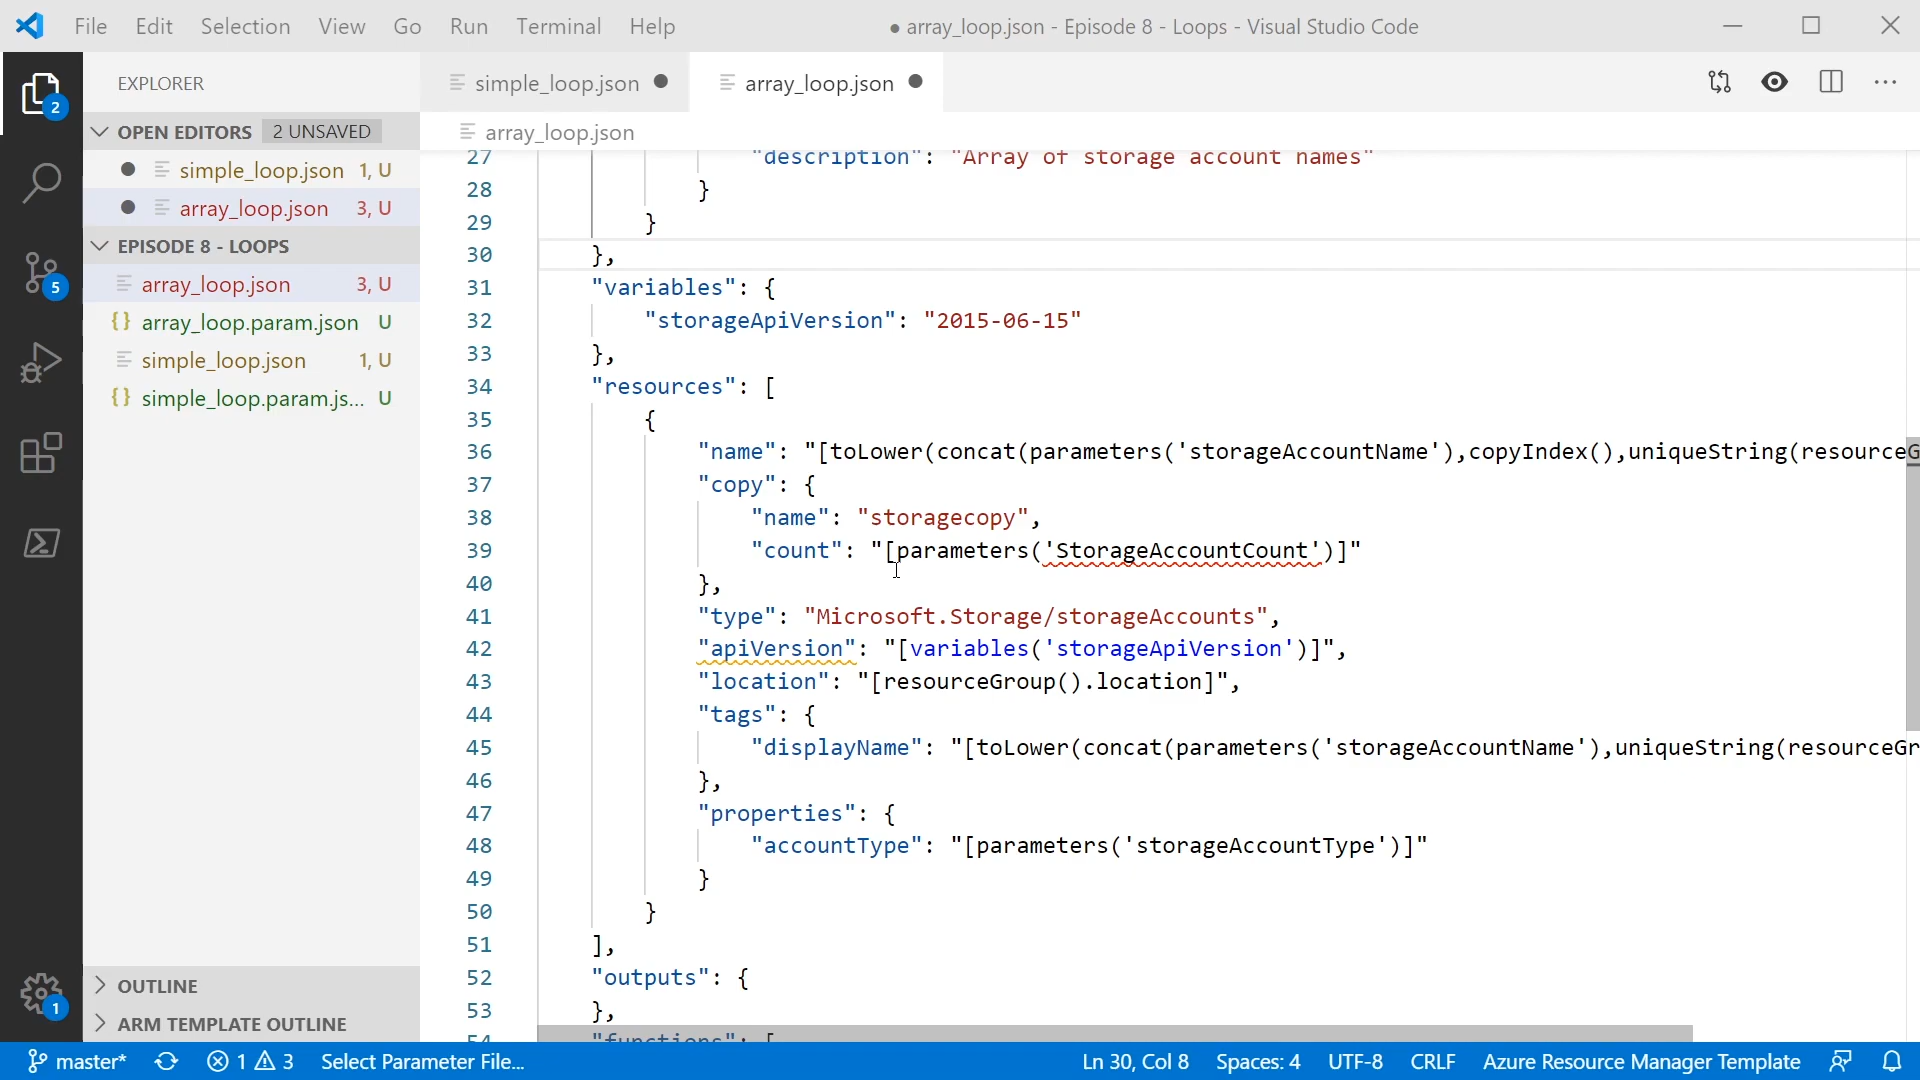 File Edit Selection View Go Run Terminal Help
● array_loop.json - Episode 8 - Loops - Visual Studio Code
EXPLORER
simple_loop.json
array_loop.json
OPEN EDITORS 2 UNSAVED
array_loop.json
simple_loop.json 1, U
array_loop.json 3, U
EPISODE 8 - LOOPS
array_loop.json 3, U
array_loop.param.json U
simple_loop.json 1, U
simple_loop.param.js... U
2
5
1
OUTLINE
ARM TEMPLATE OUTLINE
27 "description": "Array of storage account names"
28 }
29 }
30 },
31 "variables": {
32 "storageApiVersion": "2015-06-15"
33 },
34 "resources": [
35 {
36 "name": "[toLower(concat(parameters('storageAccountName'),copyIndex(),uniqueString(resourceG
37 "copy": {
38 "name": "storagecopy",
39 "count": "[parameters('StorageAccountCount')]"
40 },
41 "type": "Microsoft.Storage/storageAccounts",
42 "apiVersion": "[variables('storageApiVersion')]",
43 "location": "[resourceGroup().location]",
44 "tags": {
45 "displayName": "[toLower(concat(parameters('storageAccountName'),uniqueString(resourceGr
46 },
47 "properties": {
48 "accountType": "[parameters('storageAccountType')]"
49 }
50 }
51 ],
52 "outputs": {
53 },
54 "functions": [
master* 1 3 Select Parameter File... Ln 30, Col 8 Spaces: 4 UTF-8 CRLF Azure Resource Manager Template